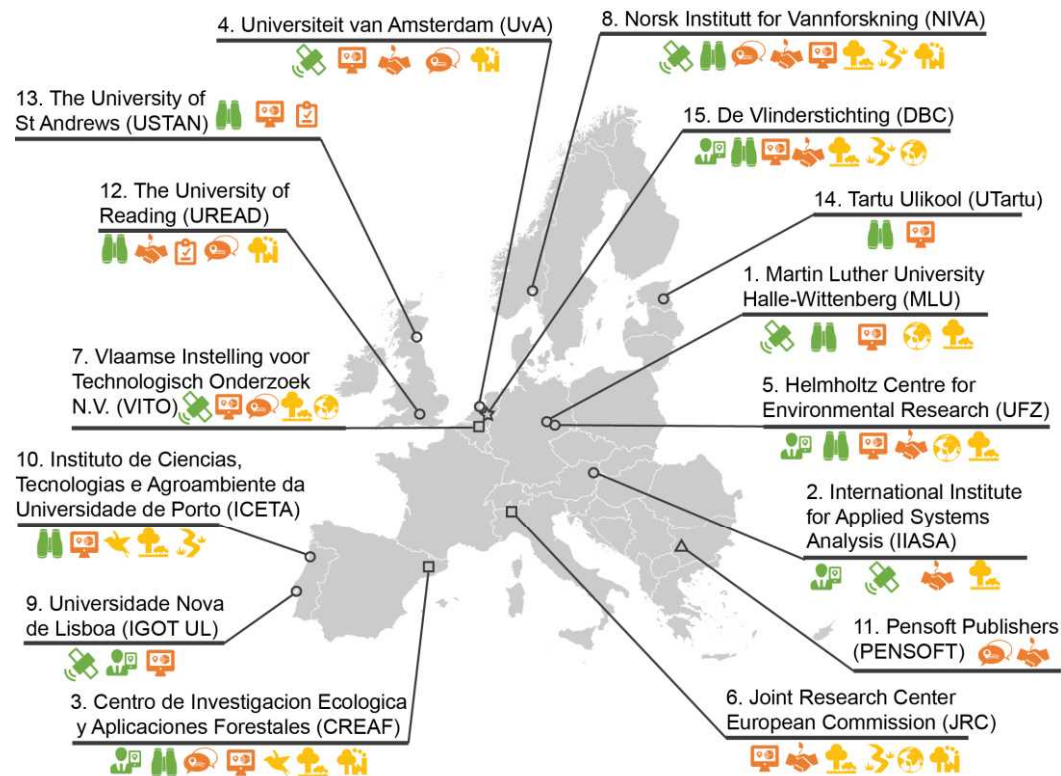 4. Universiteit van Amsterdam (UvA)
8. Norsk Institutt for Vannforskning (NIVA)
13. The University of
St Andrews (USTAN)
15. De Vlinderstichting (DBC)
12. The University of
Reading (UREAD)
14. Tartu Ulikool (UTartu)
1. Martin Luther University
Halle-Wittenberg (MLU)
7. Vlaamse Instelling voor
Technologisch Onderzoek
N.V. (VITO)
5. Helmholtz Centre for
Environmental Research (UFZ)
10. Instituto de Ciencias,
Tecnologias e Agroambiente da
Universidade de Porto (ICETA)
2. International Institute
for Applied Systems
Analysis (IIASA)
9. Universidade Nova
de Lisboa (IGOT UL)
11. Pensoft Publishers
(PENSOFT)
3. Centro de Investigacion Ecologica
y Aplicaciones Forestales (CREAF)
6. Joint Research Center
European Commission (JRC)